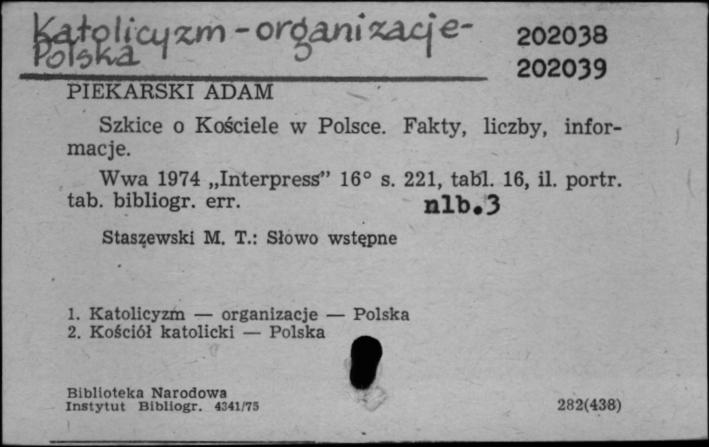 Katolicyzm - organizacje -
Polska
202038
202039
PIEKARSKI ADAM
Szkice o Kościele w Polsce. Fakty, liczby, infor-
macje.
Wwa 1974 „Interpress” 16° s. 221, tabl. 16, il. portr.
tab. bibliogr. err.
nlb.3
Staszewski M. T.: Słowo wstępne
1. Katolicyzm — organizacje — Polska
2. Kościół katolicki — Polska
Biblioteka Narodowa
Instytut Bibliogr. 4341/75
282(438)